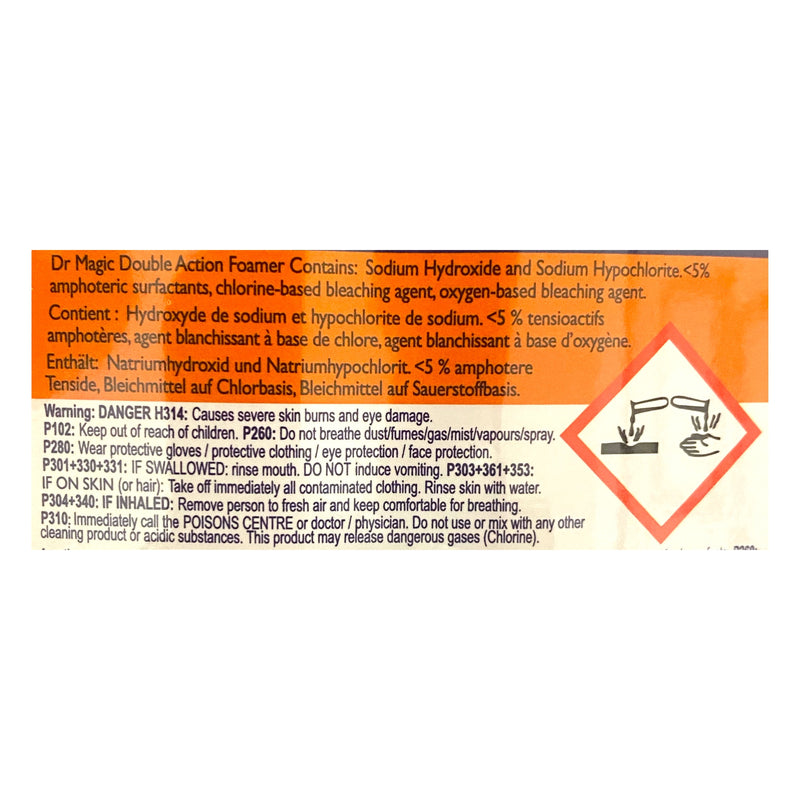 Dr Magic Double Action Foamer Contains: Sodium Hydroxide and Sodium Hypochlorite.<5%
amphoteric surfactants, chlorine-based bleaching agent, oxygen-based bleaching agent.
Contient : Hydroxyde de sodium et hypochlorite de sodium. <5 % tensioactifs
amphotères, agent blanchissant à base de chlore, agent blanchissant à base d'oxygène.
Enthält: Natriumhydroxid und Natriumhypochlorit. <5 % amphotere
Tenside, Bleichmittel auf Chlorbasis, Bleichmittel auf Sauerstoffbasis.
Warning: DANGER H314: Causes severe skin burns and eye damage.
P102: Keep out of reach of children. P260: Do not breathe dust/fumes/gas/mist/vapours/spray.
P280: Wear protective gloves / protective clothing / eye protection / face protection.
P301+330+331: IF SWALLOWED: rinse mouth. DO NOT induce vomiting. P303+361+353:
IF ON SKIN (or hair): Take off immediately all contaminated clothing. Rinse skin with water.
P304+340: IF INHALED: Remove person to fresh air and keep comfortable for breathing.
P310: Immediately call the POISONS CENTRE or doctor / physician. Do not use or mix with any other
cleaning product or acidic substances. This product may release dangerous gases (Chlorine).